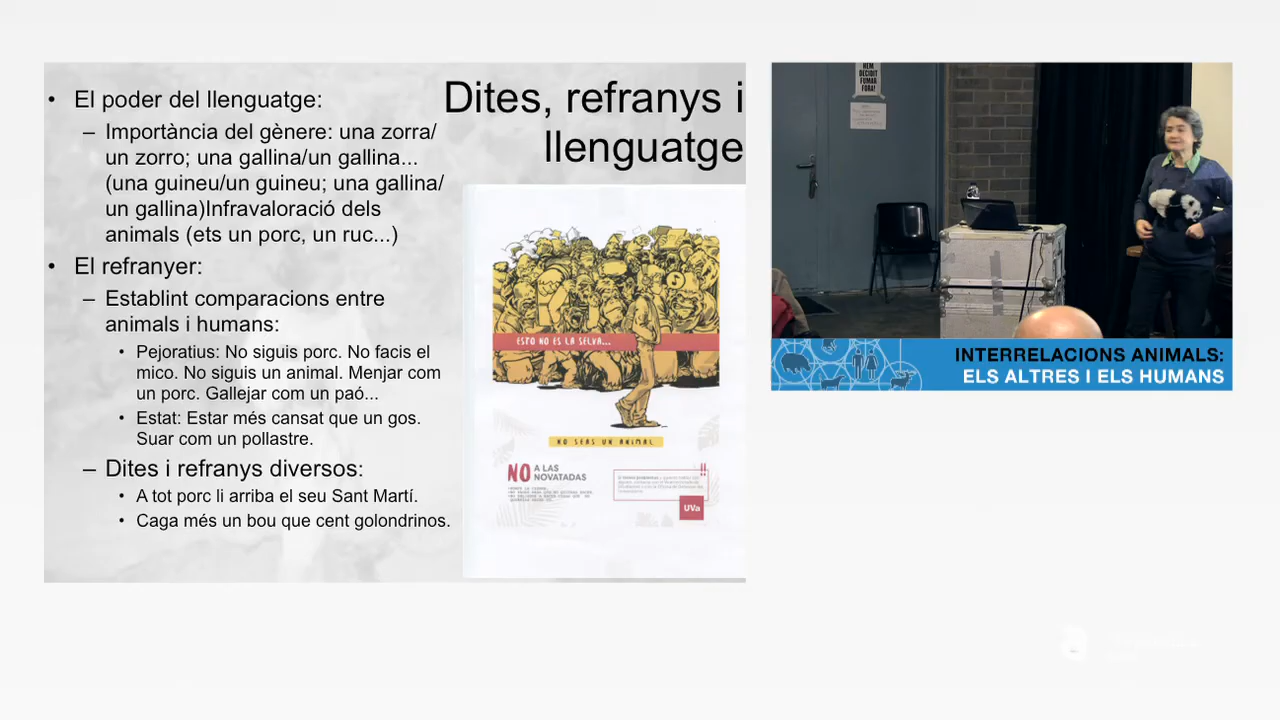 Dites, refranys i
llenguatge
• El poder del llenguatge:
– Importància del gènere: una zorra/
un zorro; una gallina/un gallina...
(una guineu/un guineu; una gallina/
un gallina)Infravaloració dels
animals (ets un porc, un ruc...)
• El refranyer:
– Establint comparacions entre
animals i humans:
• Pejoratius: No siguis porc. No facis el
mico. No siguis un animal. Menjar com
un porc. Gallejar com un paó...
• Estat: Estar més cansat que un gos.
Suar com un pollastre.
– Dites i refranys diversos:
• A tot porc li arriba el seu Sant Martí.
• Caga més un bou que cent golondrinos.
ESTO NO ES LA SELVA...
NO SEAS UN ANIMAL
NO A LAS
NOVATADAS
UVa
HEM
DECIDIT
FUMAR
FORA!
INTERRELACIONS ANIMALS:
ELS ALTRES I ELS HUMANS